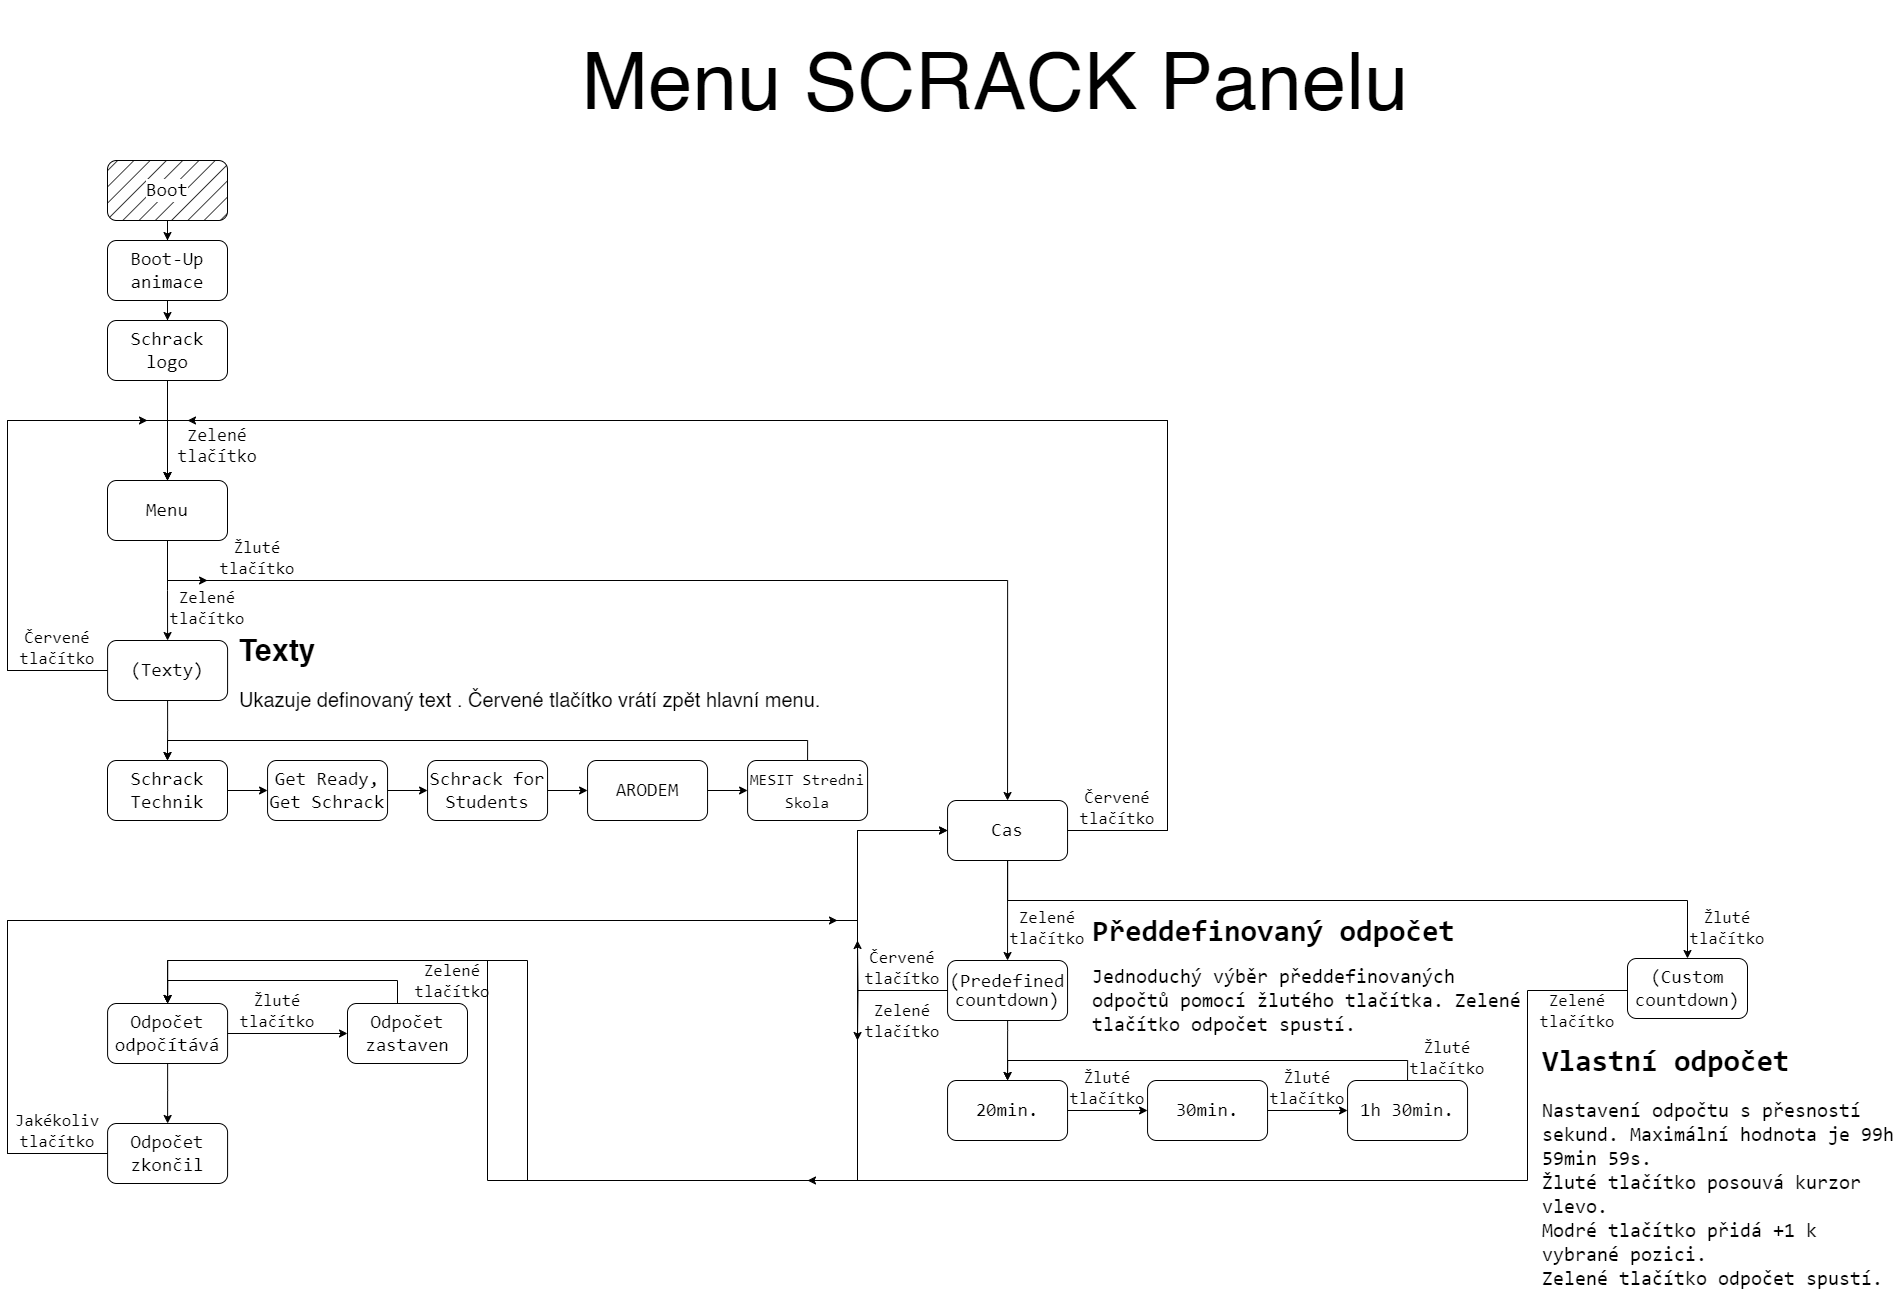 Menu SCRACK Panelu
Boot
Boot-Up
animace
Schrack
logo
Zelené
tlačítko
Menu
Žluté
tlačítko
Zelené
tlačítko
Červené
tlačítko
(Texty)
Texty
Ukazuje definovaný text . Červené tlačítko vrátí zpět hlavní menu.
Schrack
Technik
Get Ready,
Get Schrack
Schrack for
Students
ARODEM
MESIT Stredni
Skola
Cas
Červené
tlačítko
Zelené
tlačítko
Žluté
tlačítko
Předdefinovaný odpočet
Jednoduchý výběr předdefinovaných
odpočtů pomocí žlutého tlačítka. Zelené
tlačítko odpočet spustí.
Červené
tlačítko
(Predefined
countdown)
Zelené
tlačítko
(Custom
countdown)
Zelené
tlačítko
Zelené
tlačítko
Žluté
tlačítko
Odpočet
odpočítává
Odpočet
zastaven
Žluté
tlačítko
Žluté
tlačítko
Žluté
tlačítko
20min.
30min.
1h 30min.
Jakékoliv
tlačítko
Odpočet
zkončil
Vlastní odpočet
Nastavení odpočtu s přesností
sekund. Maximální hodnota je 99h
59min 59s.
Žluté tlačítko posouvá kurzor
vlevo.
Modré tlačítko přidá +1 k
vybrané pozici.
Zelené tlačítko odpočet spustí.